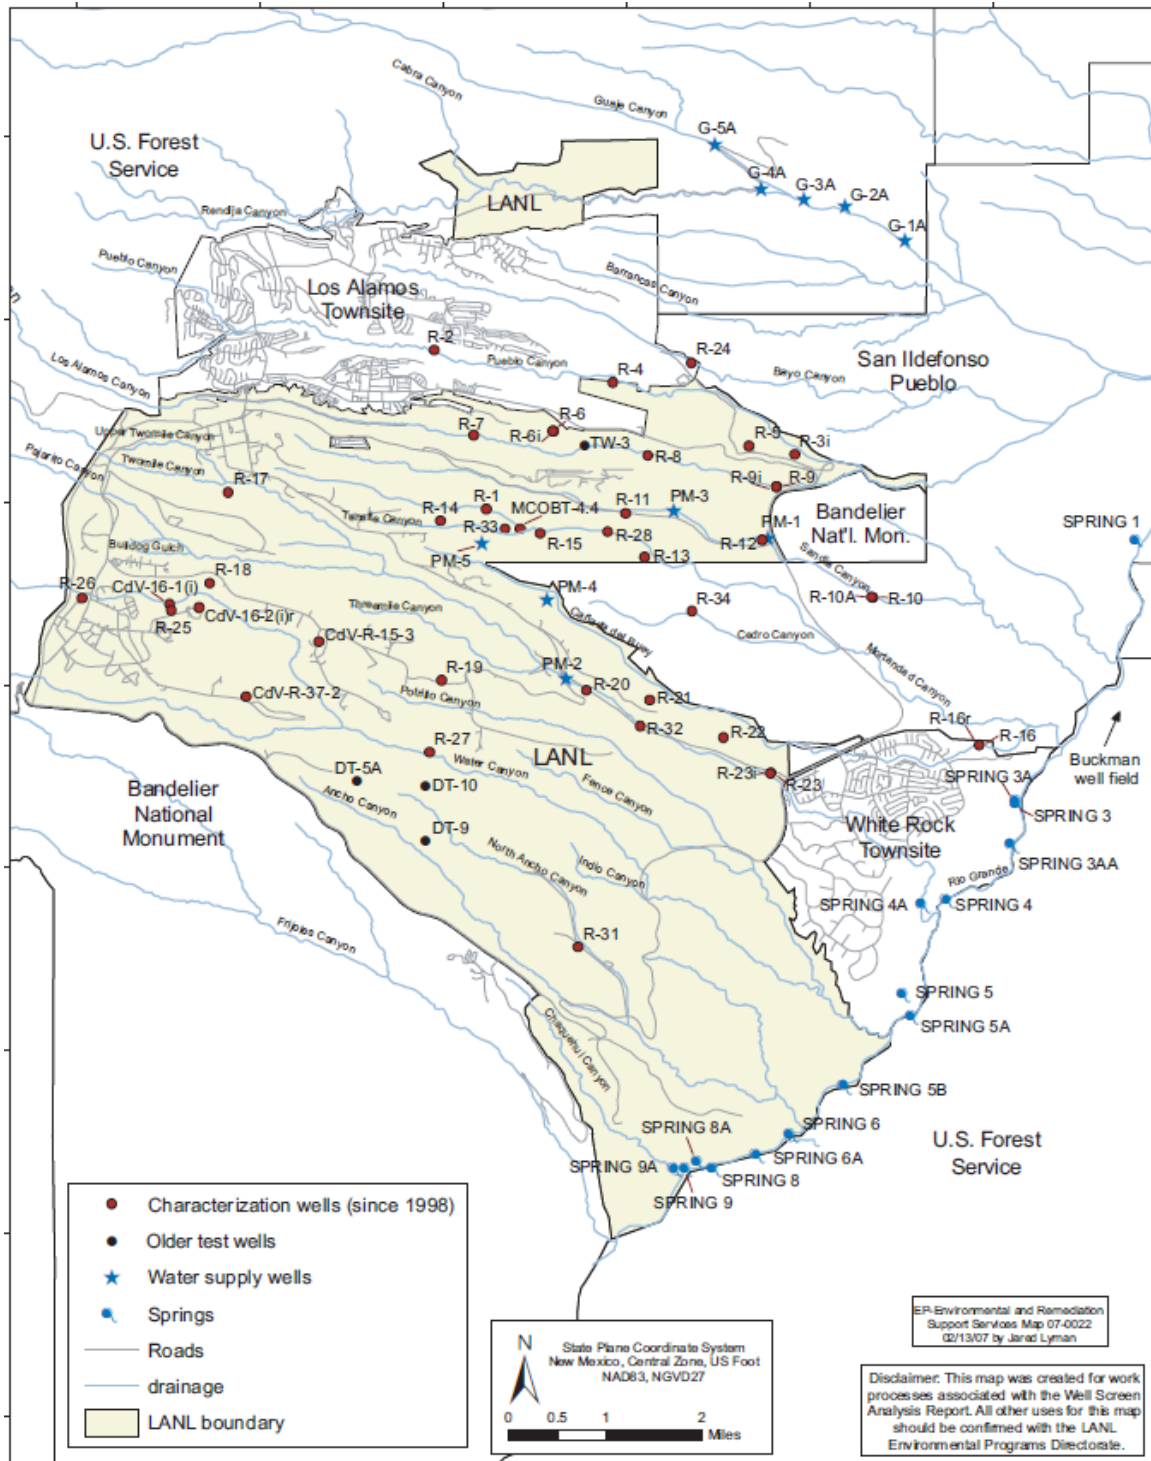 Cabra Canyon
Guaje Canyon
G-5A
U.S. Forest
Service
G-4A
G-3A
G-2A
LANL
Rendija Canyon
G-1A
Pueblo Canyon
Barrancas Canyon
Los Alamos
Townsite
R-2
R-24
San Ildefonso
Pueblo
Los Alamos Canyon
Pueblo Canyon
R-4
Bayo Canyon
R-6
R-7
R-6i
TW-3
R-5
R-3i
Upper Twomile Canyon
R-8
Pajarito Canyon
Twomile Canyon
R-17
R-9i
R-9
R-1
MCOBT-4.4
R-11
PM-3
Bandelier
Nat'l. Mon.
R-14
SPRING 1
Tensite Canyon
R-33
R-15
R-28
PM-1
R-12
Bulldog Gulch
PM-5
R-13
Sandia Canyon
R-26
CdV-16-1(i)
R-18
PM-4
R-10A
R-10
R-25
CdV-16-2(i)r
Threemile Canyon
R-34
Cañada del Buey
Cedro Canyon
CdV-R-15-3
Mortandad Canyon
R-19
PM-2
R-20
CdV-R-37-2
Potrillo Canyon
R-21
R-32
R-22
R-16r
R-16
R-27
LANL
Water Canyon
Buckman
well field
DT-5A
DT-10
R-23i
R-23
SPRING 3A
Bandelier
National
Monument
Ancho Canyon
Fence Canyon
SPRING 3
DT-9
White Rock
Townsite
North Ancho Canyon
Indio Canyon
SPRING 3AA
Rio Grande
SPRING 4A
SPRING 4
Frijoles Canyon
R-31
SPRING 5
SPRING 5A
Chaquehui Canyon
SPRING 5B
SPRING 6
SPRING 8A
U.S. Forest
Service
SPRING 6A
SPRING 9A
SPRING 8
SPRING 9
Characterization wells (since 1998)
Older test wells
Water supply wells
Springs
Roads
drainage
LANL boundary
N
State Plane Coordinate System
New Mexico, Central Zone, US Foot
NAD83, NGVD27
0 0.5 1 2
Miles
EP-Environmental and Remediation
Support Services Map 07-0022
02/13/07 by Jared Lyman
Disclaimer: This map was created for work
processes associated with the Well Screen
Analysis Report. All other uses for this map
should be confirmed with the LANL
Environmental Programs Directorate.